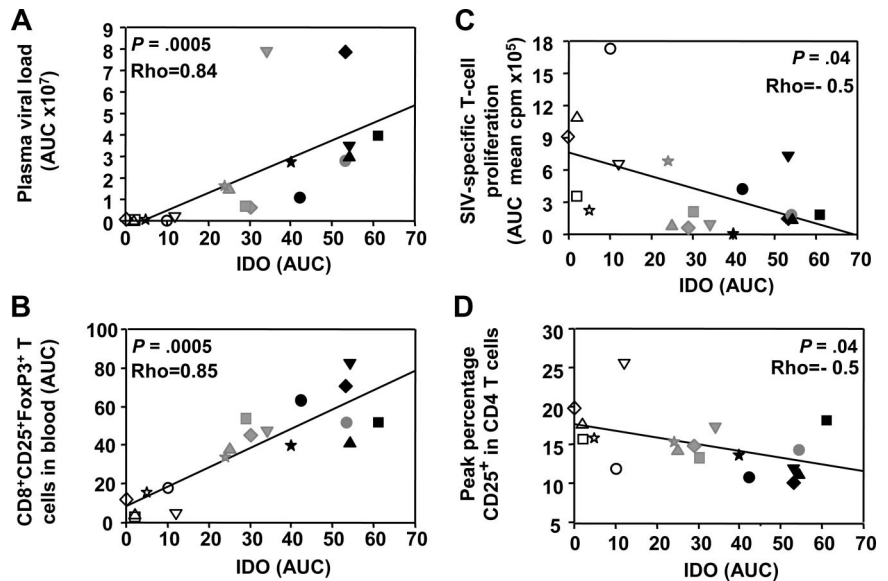 A
Plasma viral load
(AUC x10⁷)
9
8
7
6
5
4
3
2
1
0
P = .0005
Rho=0.84
0 10 20 30 40 50 60 70
IDO (AUC)
C
SIV-specific T-cell
proliferation
(AUC mean cpm x10⁵)
18
15
12
9
6
3
0
P = .04
Rho=- 0.5
0 10 20 30 40 50 60 70
IDO (AUC)
B
CD8⁺CD25⁺FoxP3⁺ T
cells in blood (AUC)
100
80
60
40
20
0
P = .0005
Rho=0.85
0 10 20 30 40 50 60 70
IDO (AUC)
D
Peak percentage
CD25⁺ in CD4 T cells
30
25
20
15
10
5
P = .04
Rho=- 0.5
0 10 20 30 40 50 60 70
IDO (AUC)